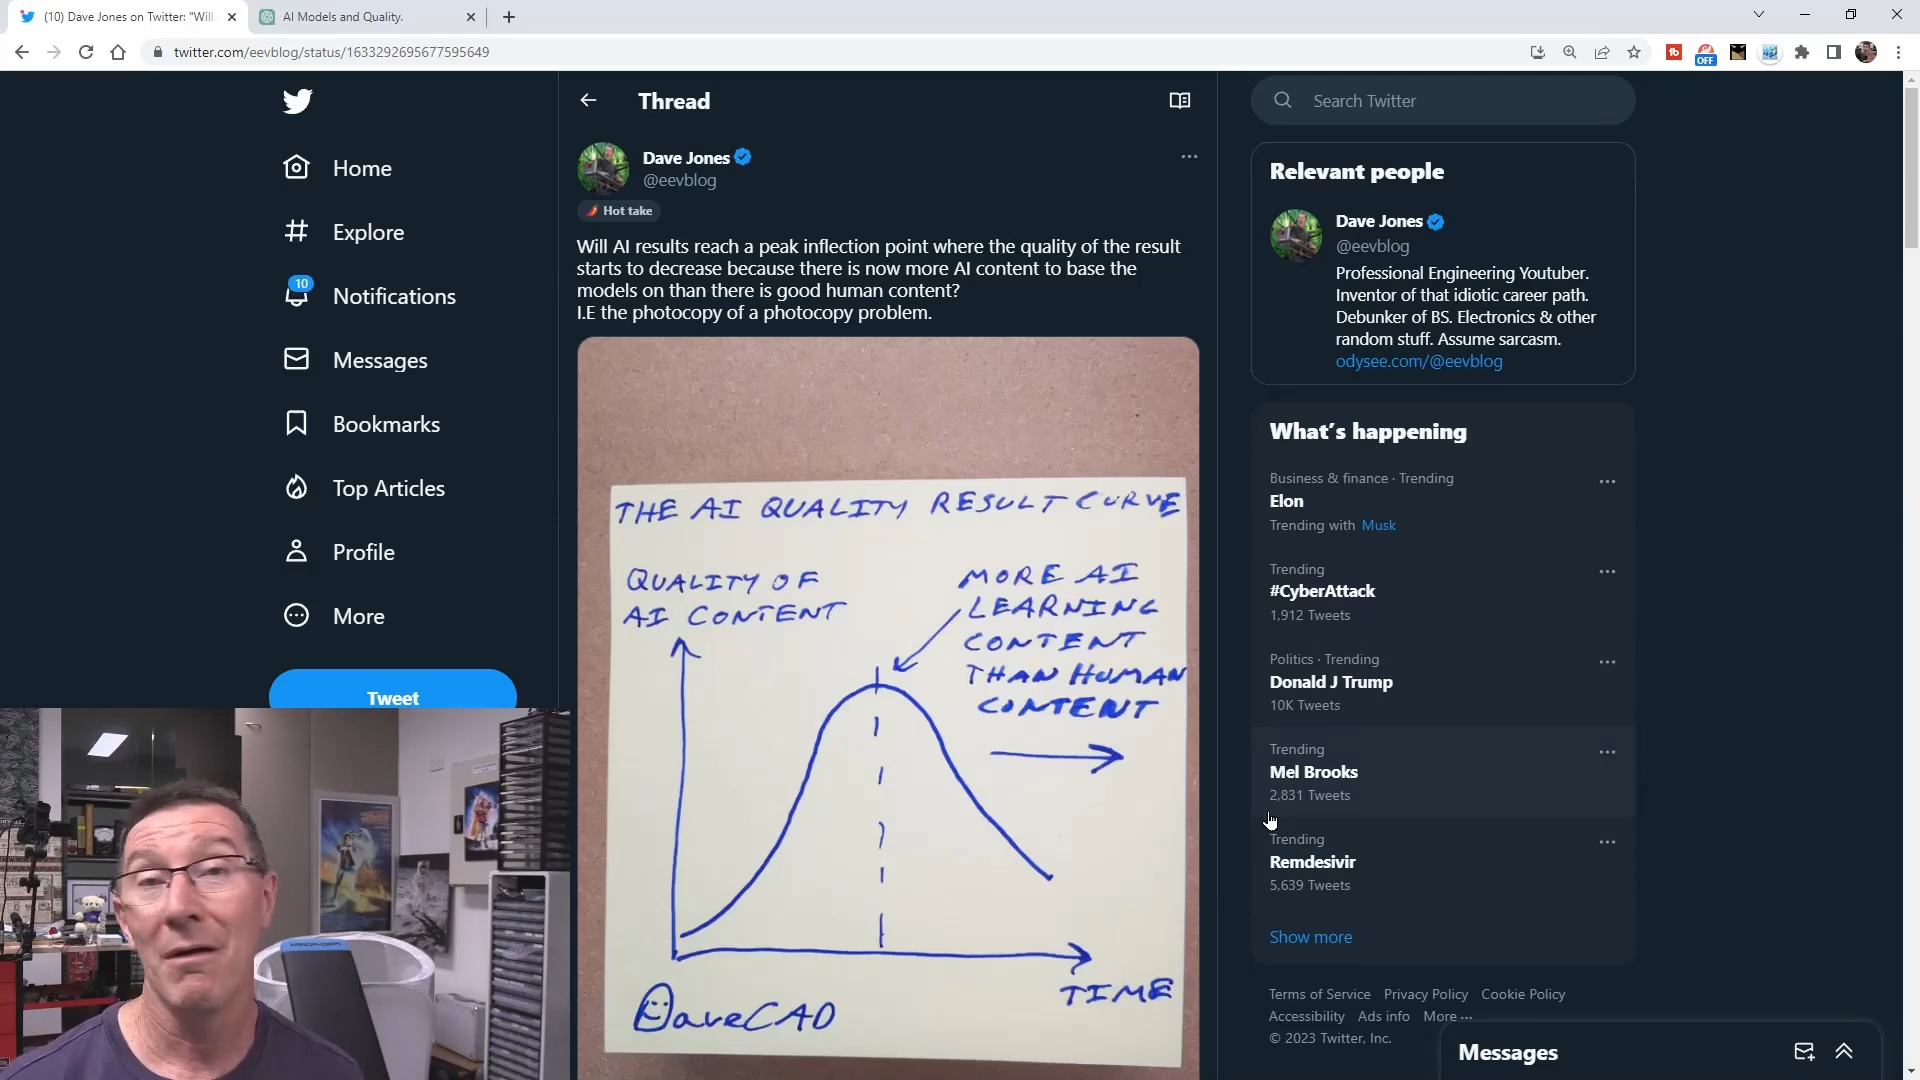 (10) Dave Jones on Twitter: "Will
AI Models and Quality.
twitter.com/eevblog/status/1633292695677595649
OFF
Home
Explore
10
Notifications
Messages
Bookmarks
Top Articles
Profile
More
Tweet
Thread
Dave Jones
@eevblog
Hot take
Will AI results reach a peak inflection point where the quality of the result
starts to decrease because there is now more AI content to base the
models on than there is good human content?
I.E the photocopy of a photocopy problem.
THE AI QUALITY RESULT CURVE
QUALITY OF
AI CONTENT
MORE AI
LEARNING
CONTENT
THAN HUMAN
CONTENT
TIME
DaveCAD
Search Twitter
Relevant people
Dave Jones
@eevblog
Professional Engineering Youtuber.
Inventor of that idiotic career path.
Debunker of BS. Electronics & other
random stuff. Assume sarcasm.
odysee.com/@eevblog
What's happening
Business & finance · Trending
Elon
Trending with Musk
Trending
#CyberAttack
1,912 Tweets
Politics · Trending
Donald J Trump
10K Tweets
Trending
Mel Brooks
2,831 Tweets
Trending
Remdesivir
5,639 Tweets
Show more
Terms of Service Privacy Policy Cookie Policy
Accessibility Ads info More ...
© 2023 Twitter, Inc.
Messages